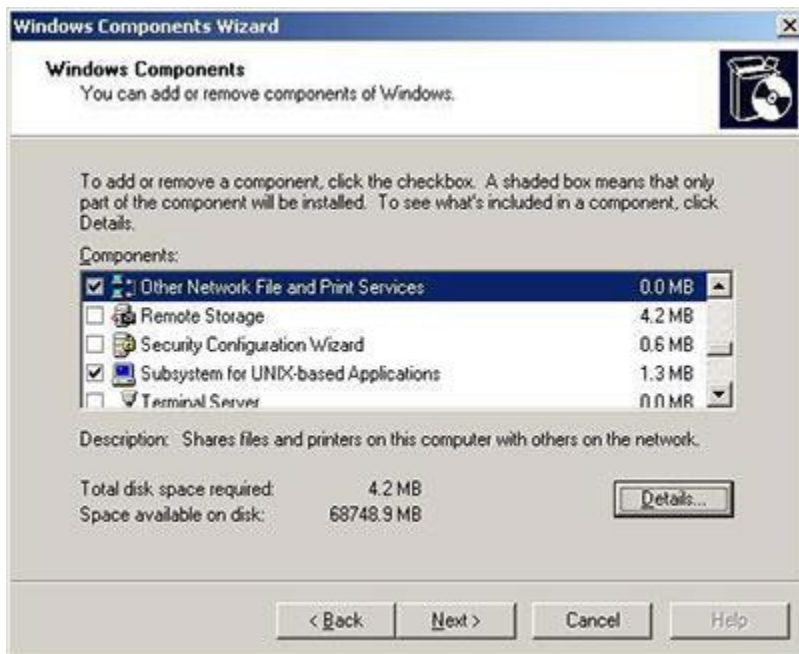 Windows Components Wizard
Windows Components
You can add or remove components of Windows.
To add or remove a component, click the checkbox. A shaded box means that only
part of the component will be installed. To see what's included in a component, click
Details.
Components:
Other Network File and Print Services 0.0 MB
Remote Storage 4.2 MB
Security Configuration Wizard 0.6 MB
Subsystem for UNIX-based Applications 1.3 MB
Terminal Server 0.0 MB
Description: Shares files and printers on this computer with others on the network.
Total disk space required: 4.2 MB
Space available on disk: 68748.9 MB
Details...
< Back Next > Cancel Help